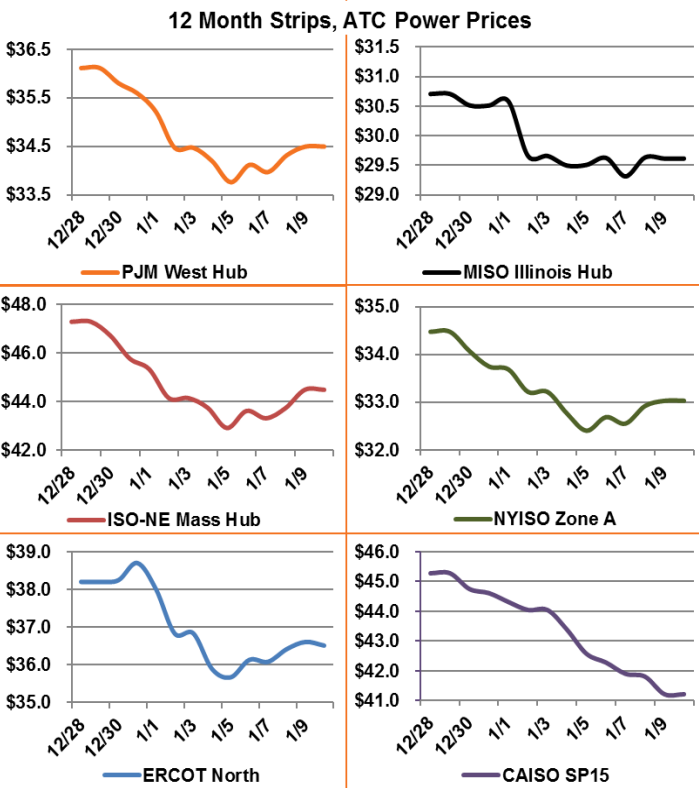 12 Month Strips, ATC Power Prices
$36.5
$35.5
$34.5
$33.5
12/28 12/30 1/1 1/3 1/5 1/7 1/9
PJM West Hub
$31.5
$31.0
$30.5
$30.0
$29.5
$29.0
12/28 12/30 1/1 1/3 1/5 1/7 1/9
MISO Illinois Hub
$48.0
$46.0
$44.0
$42.0
12/28 12/30 1/1 1/3 1/5 1/7 1/9
ISO-NE Mass Hub
$35.0
$34.0
$33.0
$32.0
12/28 12/30 1/1 1/3 1/5 1/7 1/9
NYISO Zone A
$39.0
$38.0
$37.0
$36.0
$35.0
12/28 12/30 1/1 1/3 1/5 1/7 1/9
ERCOT North
$46.0
$45.0
$44.0
$43.0
$42.0
$41.0
12/28 12/30 1/1 1/3 1/5 1/7 1/9
CAISO SP15